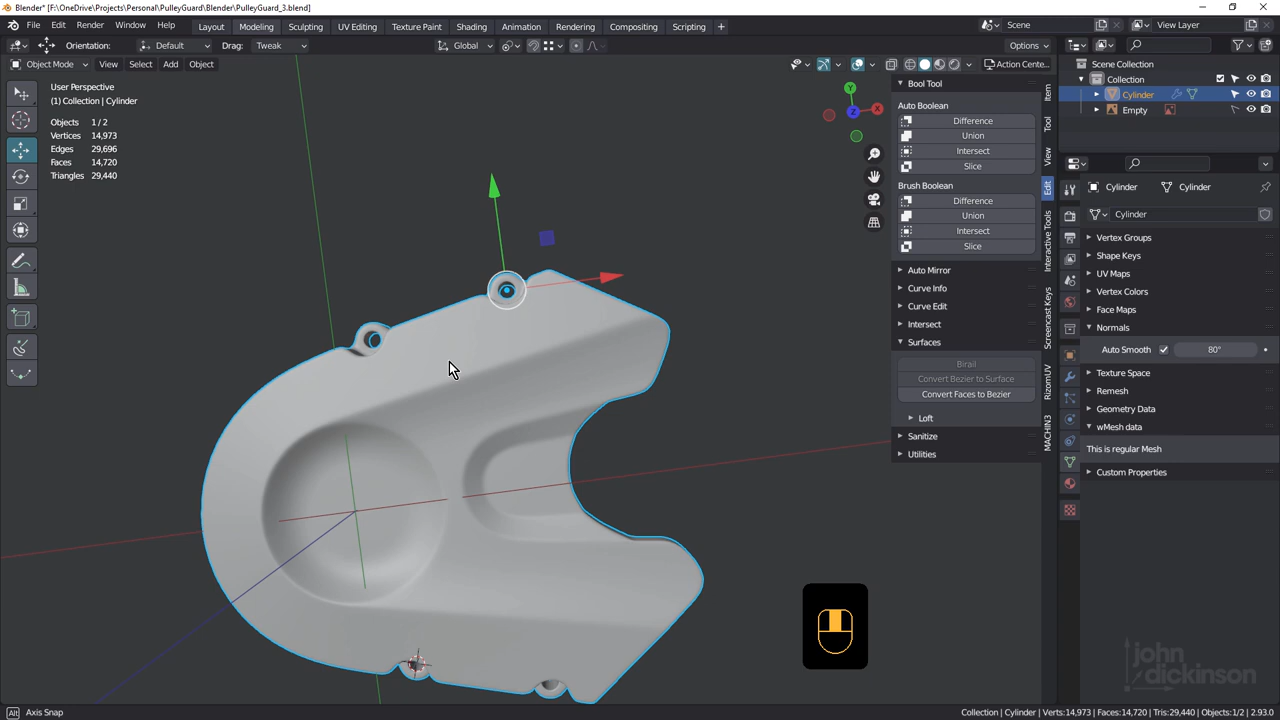 Blender* [F:\OneDrive\Projects\Personal\PulleyGuard\Blender\PulleyGuard_3.blend]
File Edit Render Window Help Layout Modeling Sculpting UV Editing Texture Paint Shading Animation Rendering Compositing Scripting + Scene View Layer
Orientation: Default Drag: Tweak Global Options
Object Mode View Select Add Object Action Cente...
User Perspective
(1) Collection | Cylinder
Objects 1/2
Vertices 14,973
Edges 29,696
Faces 14,720
Triangles 29,440
Y
X
Z
Bool Tool
Auto Boolean
Difference
Union
Intersect
Slice
Brush Boolean
Difference
Union
Intersect
Slice
Auto Mirror
Curve Info
Curve Edit
Intersect
Surfaces
Birail
Convert Bezier to Surface
Convert Faces to Bezier
Loft
Sanitize
Utilities
Item
Tool
View
Edit
Interactive Tools
Screencast Keys
RizomUV
MACHIN3
Scene Collection
Collection
Cylinder
Empty
Cylinder Cylinder
Cylinder
Vertex Groups
Shape Keys
UV Maps
Vertex Colors
Face Maps
Normals
Auto Smooth 80°
Texture Space
Remesh
Geometry Data
wMesh data
This is regular Mesh
Custom Properties
john
dickinson
Alt Axis Snap
Collection | Cylinder | Verts:14,973 | Faces:14,720 | Tris:29,440 | Objects:1/2 | 2.93.0